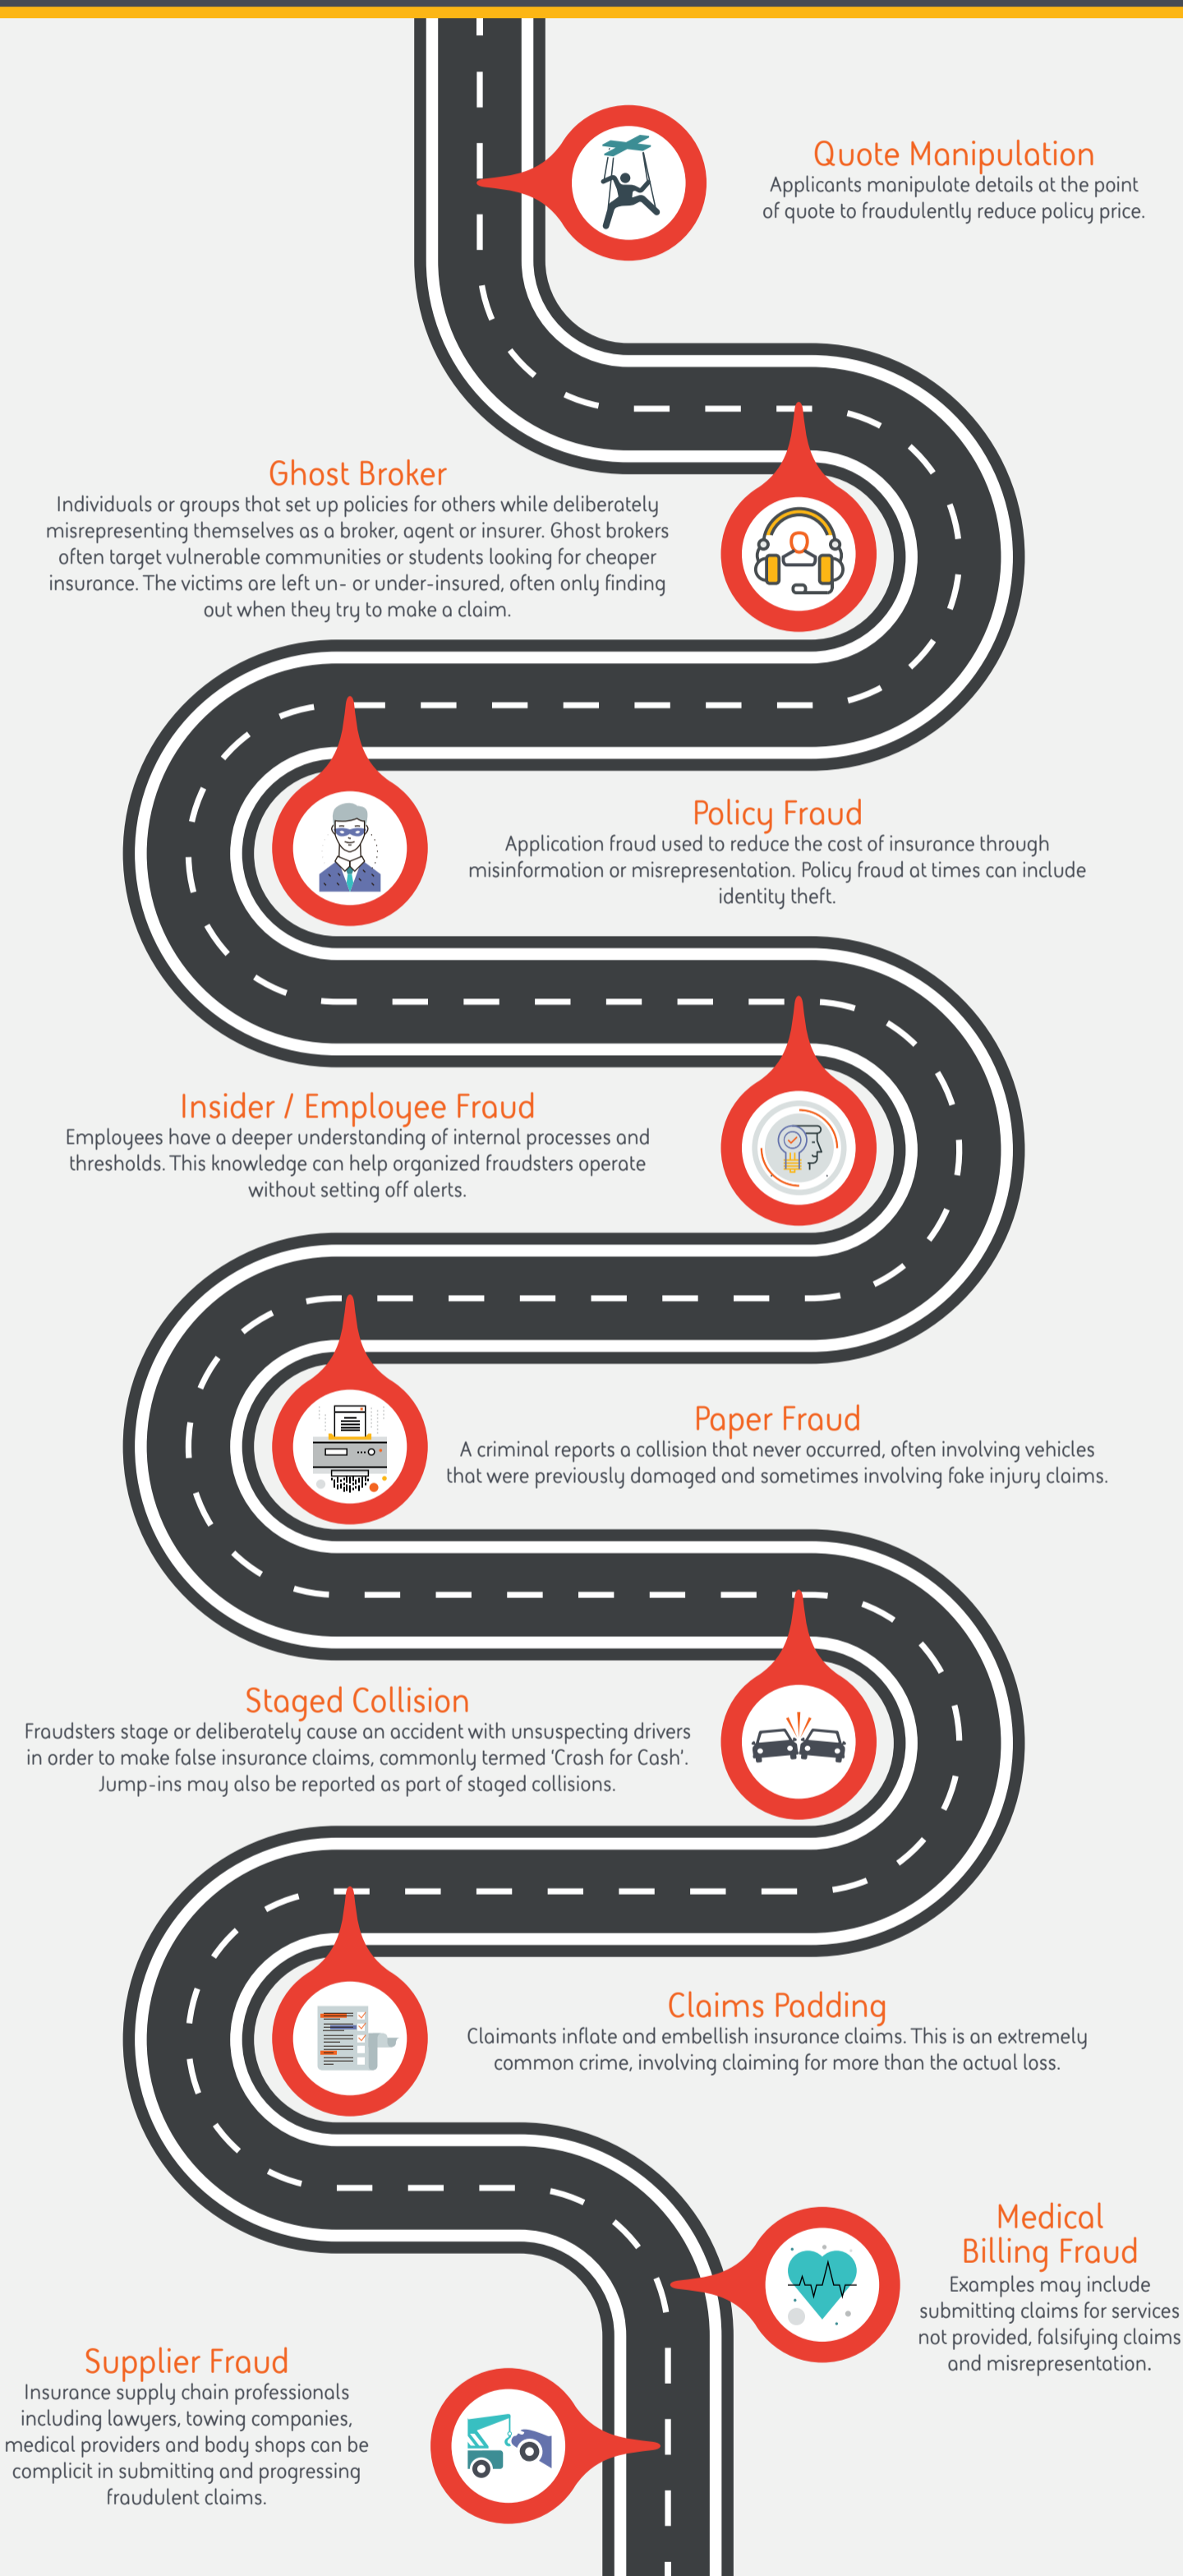 Quote Manipulation
Applicants manipulate details at the point
of quote to fraudulently reduce policy price.
Ghost Broker
Individuals or groups that set up policies for others while deliberately
misrepresenting themselves as a broker, agent or insurer. Ghost brokers
often target vulnerable communities or students looking for cheaper
insurance. The victims are left un- or under-insured, often only finding
out when they try to make a claim.
Policy Fraud
Application fraud used to reduce the cost of insurance through
misinformation or misrepresentation. Policy fraud at times can include
identity theft.
Insider / Employee Fraud
Employees have a deeper understanding of internal processes and
thresholds. This knowledge can help organized fraudsters operate
without setting off alerts.
Paper Fraud
A criminal reports a collision that never occurred, often involving vehicles
that were previously damaged and sometimes involving fake injury claims.
Staged Collision
Fraudsters stage or deliberately cause an accident with unsuspecting drivers
in order to make false insurance claims, commonly termed 'Crash for Cash'.
Jump-ins may also be reported as part of staged collisions.
Claims Padding
Claimants inflate and embellish insurance claims. This is an extremely
common crime, involving claiming for more than the actual loss.
Medical
Billing Fraud
Examples may include
submitting claims for services
not provided, falsifying claims
and misrepresentation.
Supplier Fraud
Insurance supply chain professionals
including lawyers, towing companies,
medical providers and body shops can be
complicit in submitting and progressing
fraudulent claims.